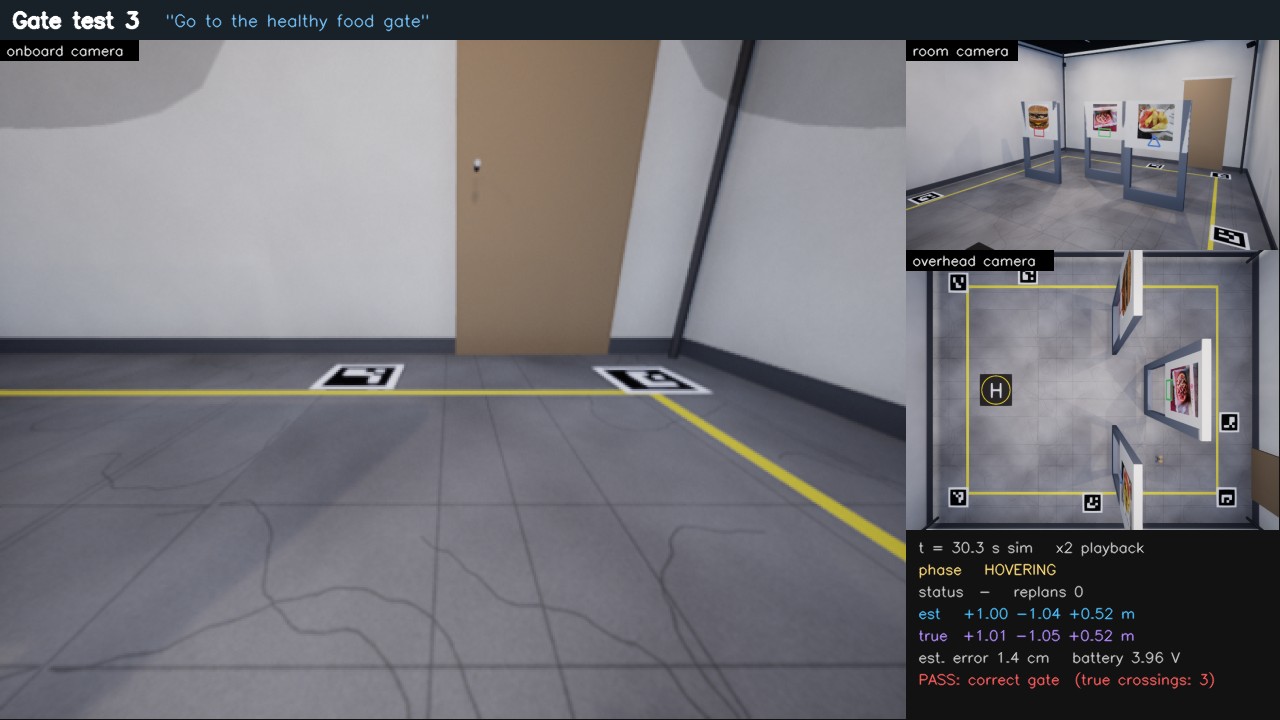 Gate test 3 "Go to the healthy food gate"
onboard camera
room camera
overhead camera
H
t = 30.3 s sim x2 playback
phase HOVERING
status – replans 0
est +1.00 −1.04 +0.52 m
true +1.01 −1.05 +0.52 m
est. error 1.4 cm battery 3.96 V
PASS: correct gate (true crossings: 3)